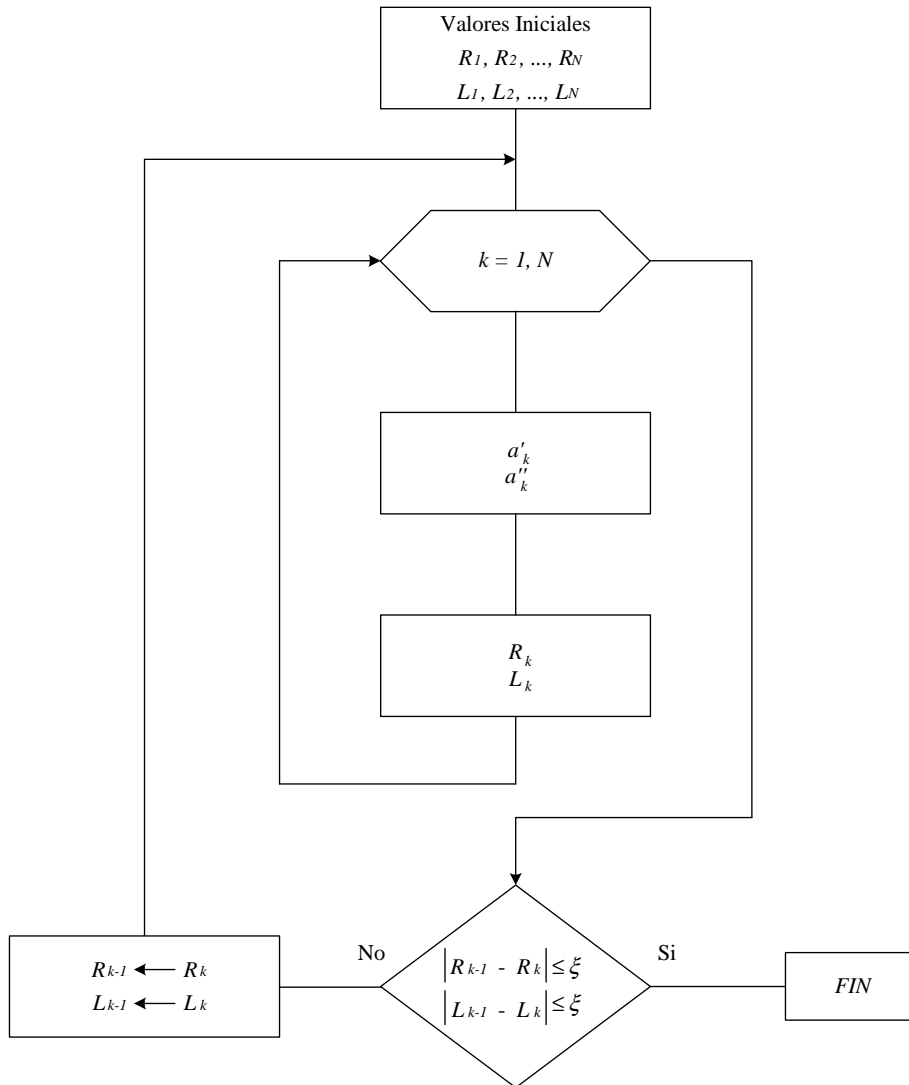 Valores Iniciales
R1, R2, ..., RN
L1, L2, ..., LN
k = 1, N
a'k
a''k
Rk
Lk
No
Si
|Rk-1 - Rk| ≤ ξ
|Lk-1 - Lk| ≤ ξ
Rk-1 ← Rk
Lk-1 ← Lk
FIN